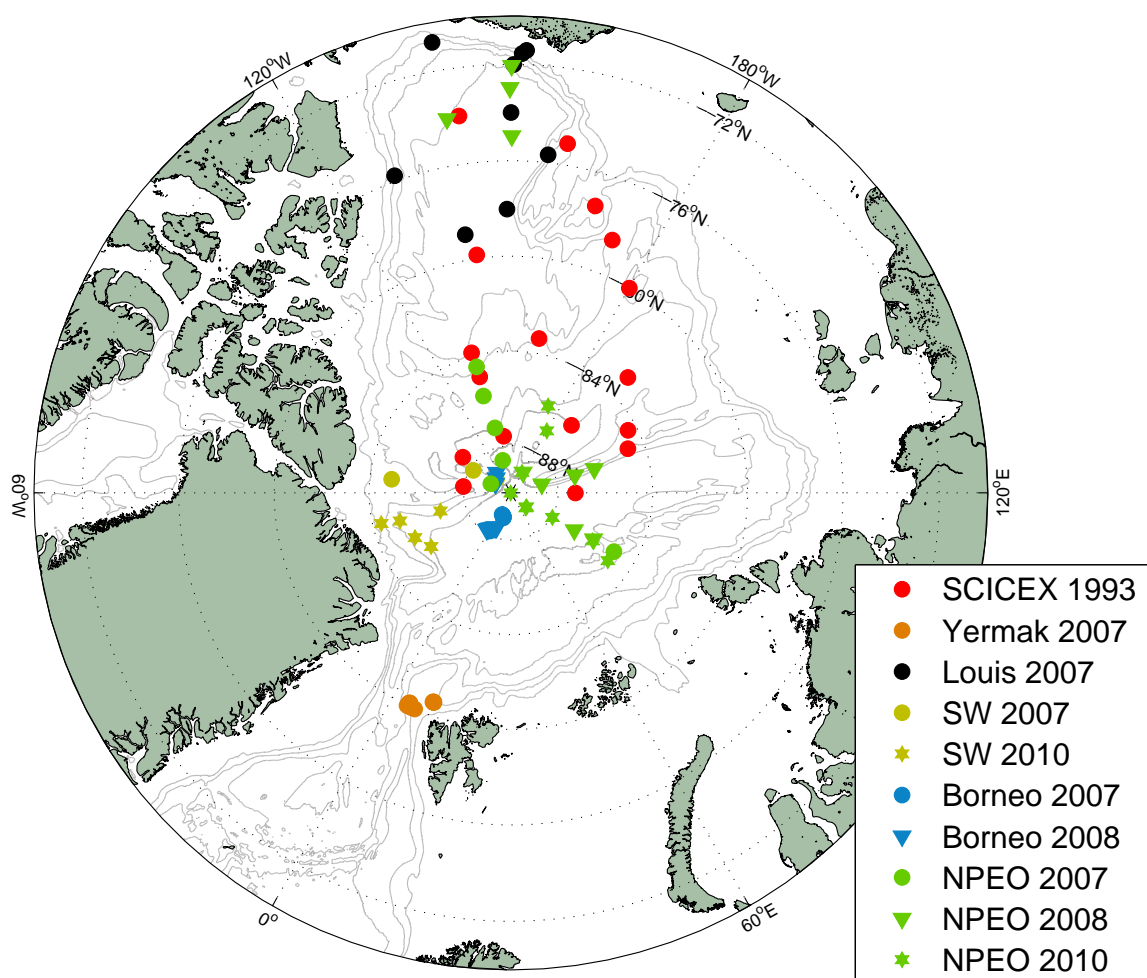 120°W
180°W
72°N
76°N
80°N
84°N
88°N
60°W
120°E
0°
60°E
SCICEX 1993
Yermak 2007
Louis 2007
SW 2007
SW 2010
Borneo 2007
Borneo 2008
NPEO 2007
NPEO 2008
NPEO 2010